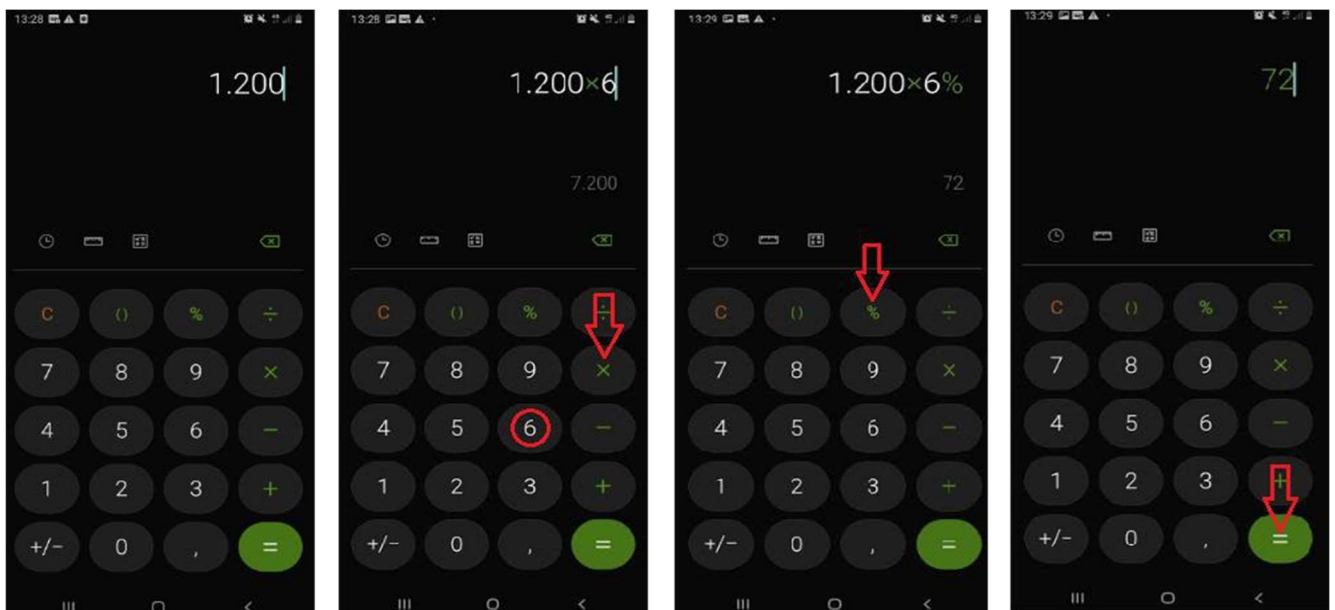 13:28
1.200
C () % ÷
7 8 9 ×
4 5 6 −
1 2 3 +
+/− 0 , =
13:28
1.200×6
7.200
C () % ÷
7 8 9 ×
4 5 6 −
1 2 3 +
+/− 0 , =
13:29
1.200×6%
72
C () % ÷
7 8 9 ×
4 5 6 −
1 2 3 +
+/− 0 , =
13:29
72
C () % ÷
7 8 9 ×
4 5 6 −
1 2 3 +
+/− 0 , =